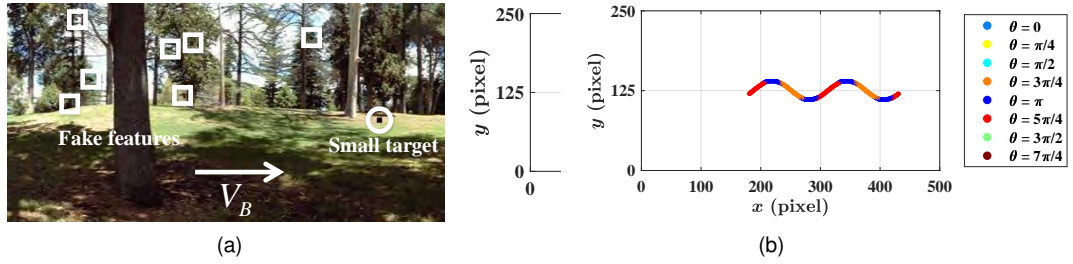 Fake features
Small target
V_B
(a)
250
125
0
0
y (pixel)
250
125
0
0
100
200
300
400
500
y (pixel)
x (pixel)
θ = 0
θ = π/4
θ = π/2
θ = 3π/4
θ = π
θ = 5π/4
θ = 3π/2
θ = 7π/4
(b)